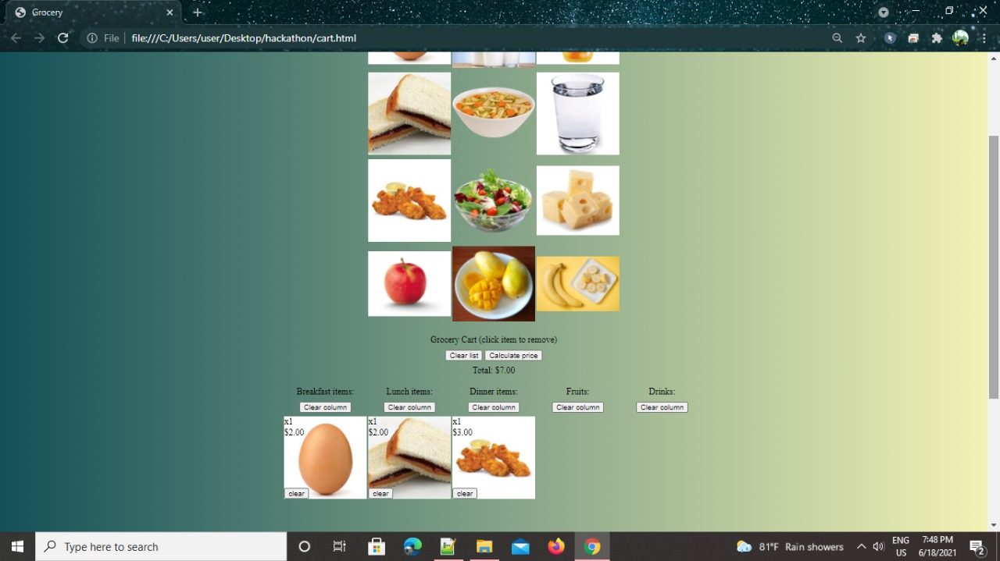 Grocery
File
file:///C:/Users/user/Desktop/hackathon/cart.html
Grocery Cart (click item to remove)
Clear list Calculate price
Total: $7.00
Breakfast items: Lunch items: Dinner items: Fruits: Drinks:
Clear column Clear column Clear column Clear column Clear column
x1 x1 x1
$2.00 $2.00 $3.00
clear clear clear
Type here to search
81°F Rain showers
ENG
US
7:48 PM
6/18/2021
2